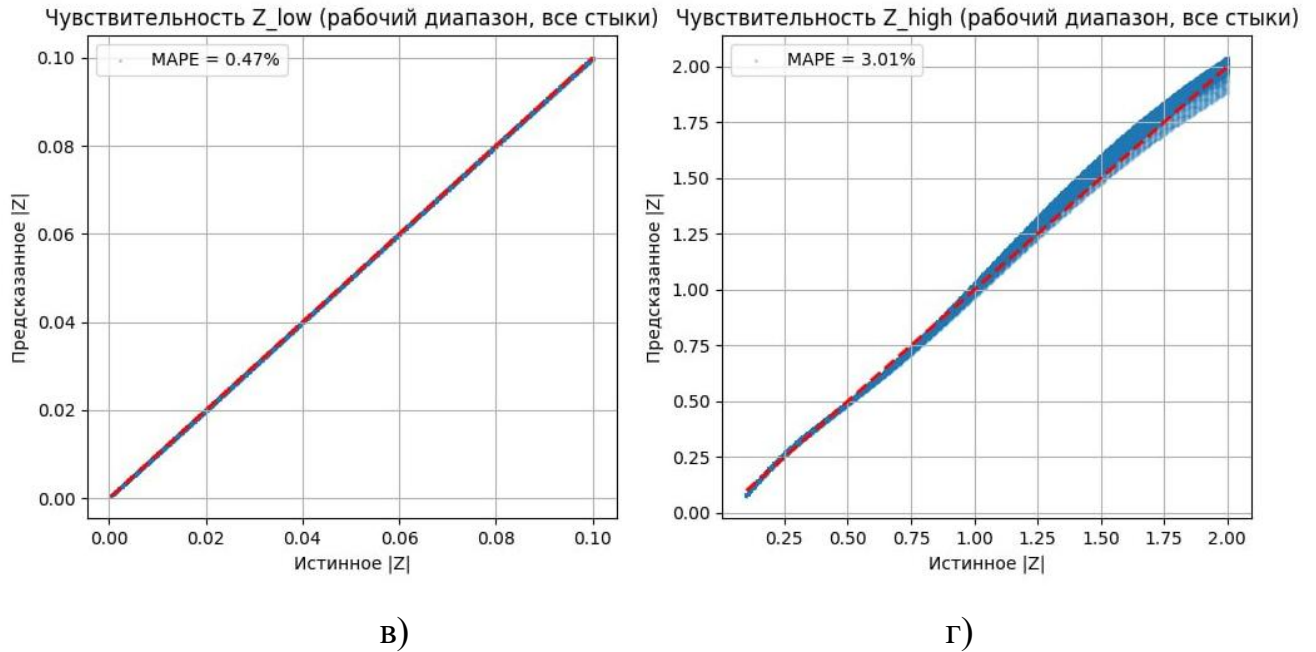 Чувствительность Z_low (рабочий диапазон, все стыки)
MAPE = 0.47%
0.10
0.08
0.06
0.04
0.02
0.00
Предсказанное |Z|
0.00 0.02 0.04 0.06 0.08 0.10
Истинное |Z|
в)
Чувствительность Z_high (рабочий диапазон, все стыки)
MAPE = 3.01%
2.00
1.75
1.50
1.25
1.00
0.75
0.50
0.25
0.00
Предсказанное |Z|
0.25 0.50 0.75 1.00 1.25 1.50 1.75 2.00
Истинное |Z|
г)